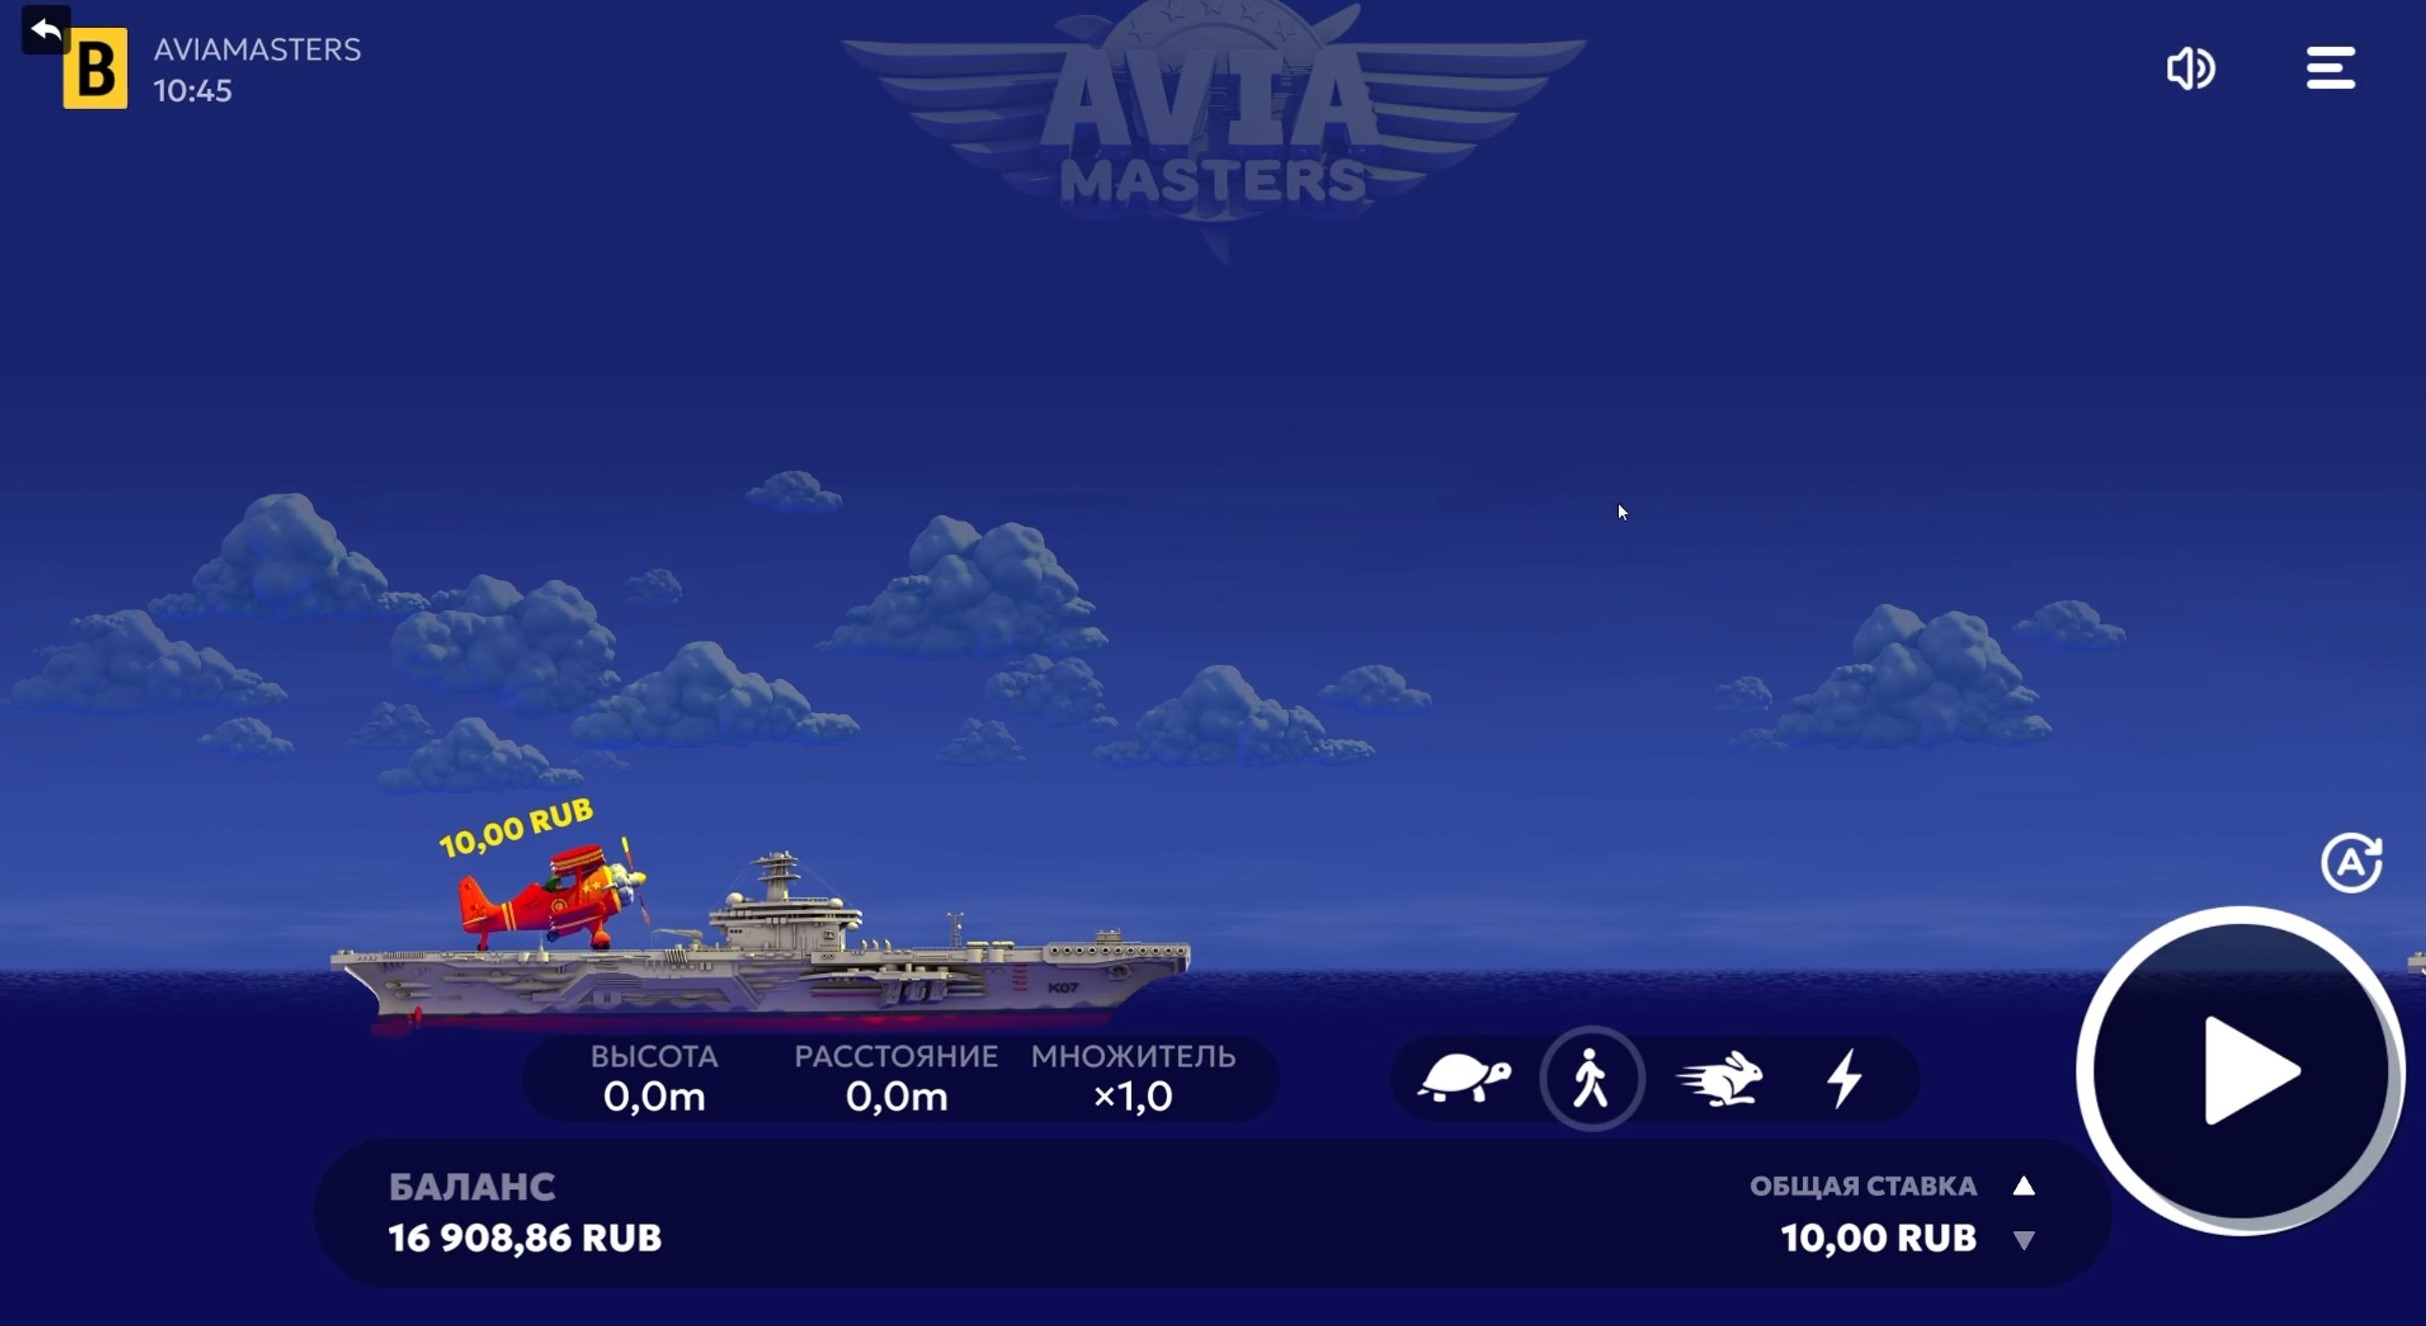 B
AVIAMASTERS
10:45
AVIA
MASTERS
10,00 RUB
K07
A
ВЫСОТА
0,0m
РАССТОЯНИЕ
0,0m
МНОЖИТЕЛЬ
×1,0
БАЛАНС
16 908,86 RUB
ОБЩАЯ СТАВКА
10,00 RUB